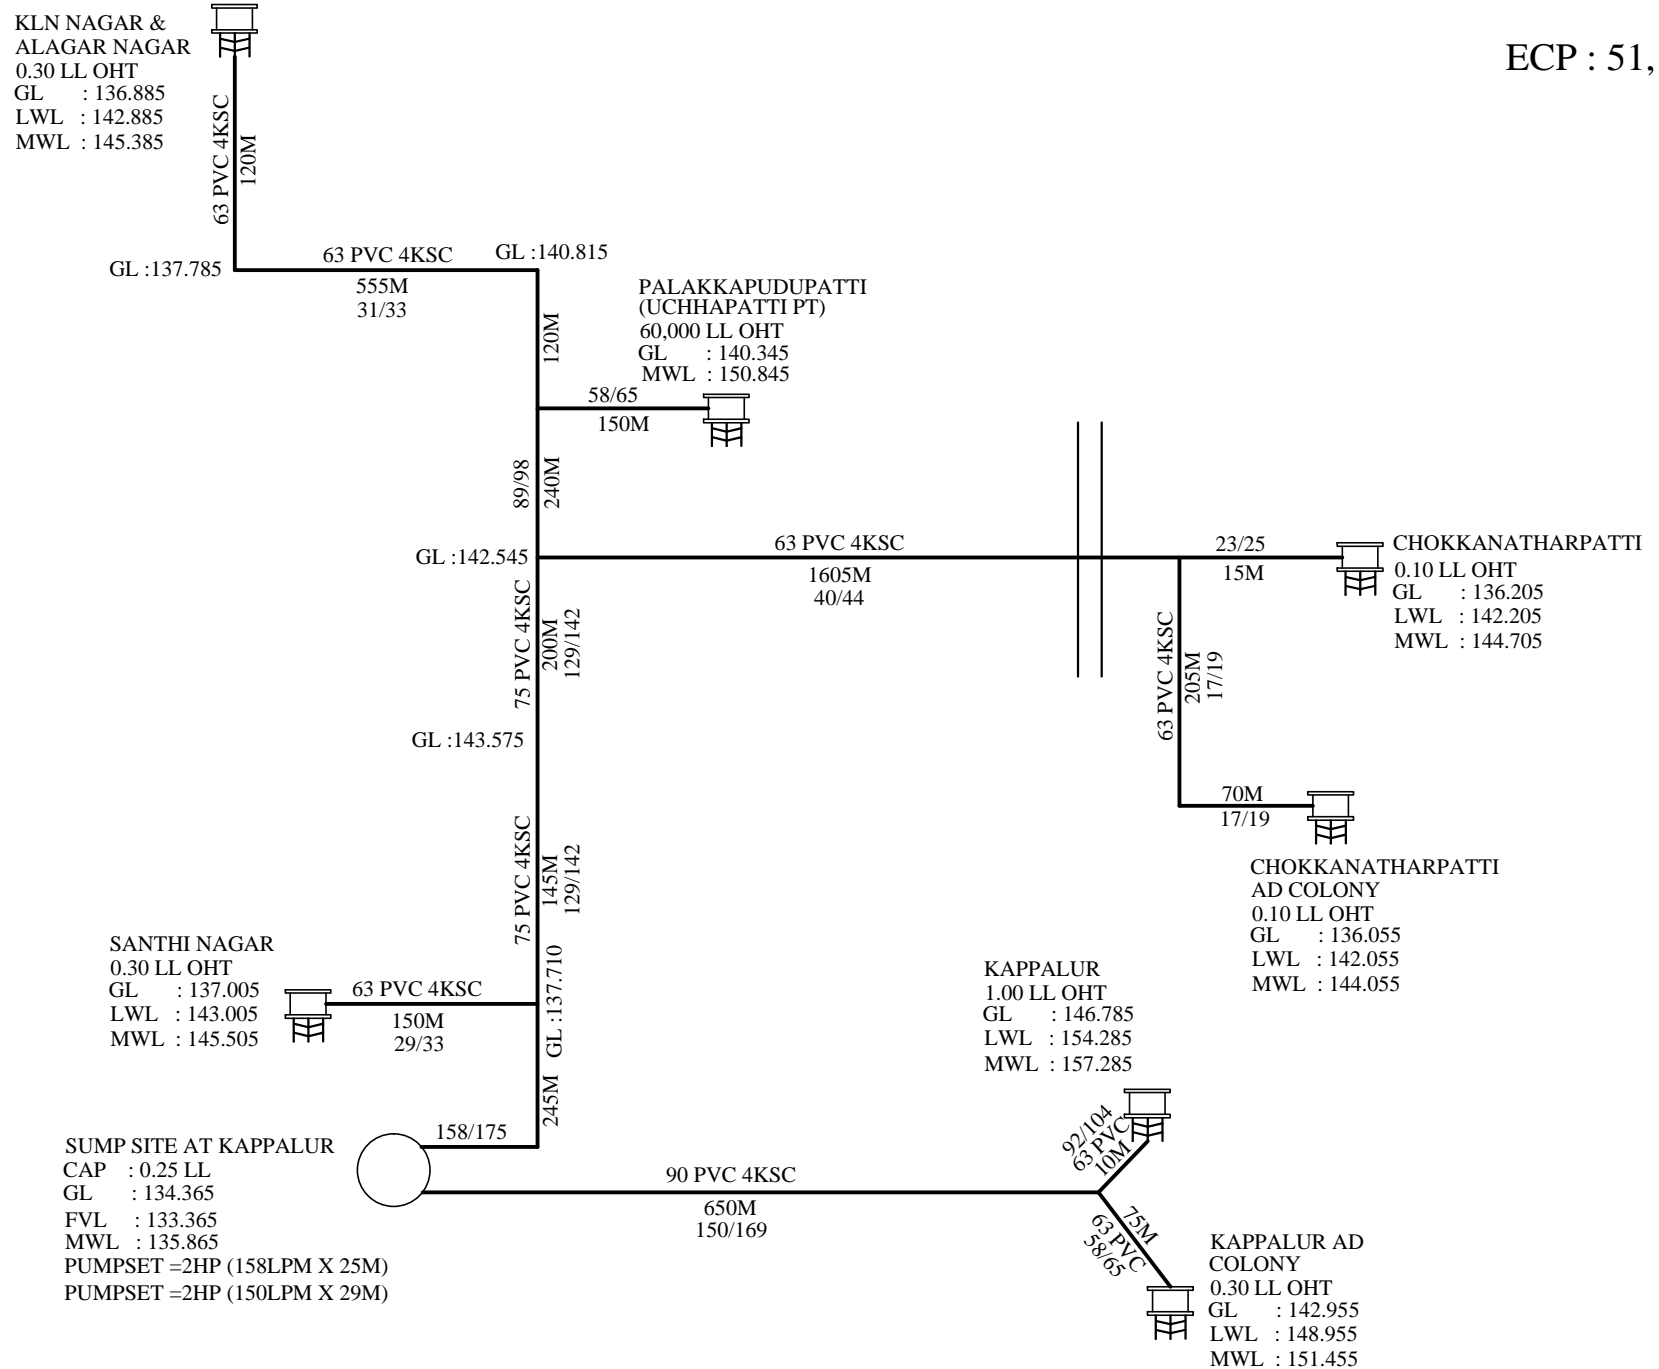 KLN NAGAR &
ALAGAR NAGAR
0.30 LL OHT
GL : 136.885
LWL : 142.885
MWL : 145.385
ECP : 51,
63 PVC 4KSC
120M
GL :137.785
63 PVC 4KSC
555M
31/33
GL :140.815
120M
PALAKKAPUDUPATTI
(UCHHAPATTI PT)
60,000 LL OHT
GL : 140.345
MWL : 150.845
58/65
150M
89/98
240M
GL :142.545
63 PVC 4KSC
1605M
40/44
23/25
15M
CHOKKANATHARPATTI
0.10 LL OHT
GL : 136.205
LWL : 142.205
MWL : 144.705
75 PVC 4KSC
200M
129/142
63 PVC 4KSC
205M
17/19
GL :143.575
70M
17/19
CHOKKANATHARPATTI
AD COLONY
0.10 LL OHT
GL : 136.055
LWL : 142.055
MWL : 144.055
75 PVC 4KSC
145M
129/142
SANTHI NAGAR
0.30 LL OHT
GL : 137.005
LWL : 143.005
MWL : 145.505
63 PVC 4KSC
150M
29/33
GL :137.710
245M
KAPPALUR
1.00 LL OHT
GL : 146.785
LWL : 154.285
MWL : 157.285
158/175
SUMP SITE AT KAPPALUR
CAP : 0.25 LL
GL : 134.365
FVL : 133.365
MWL : 135.865
PUMPSET =2HP (158LPM X 25M)
PUMPSET =2HP (150LPM X 29M)
90 PVC 4KSC
650M
150/169
92/104
63 PVC
10M
75M
63 PVC
58/65
KAPPALUR AD
COLONY
0.30 LL OHT
GL : 142.955
LWL : 148.955
MWL : 151.455